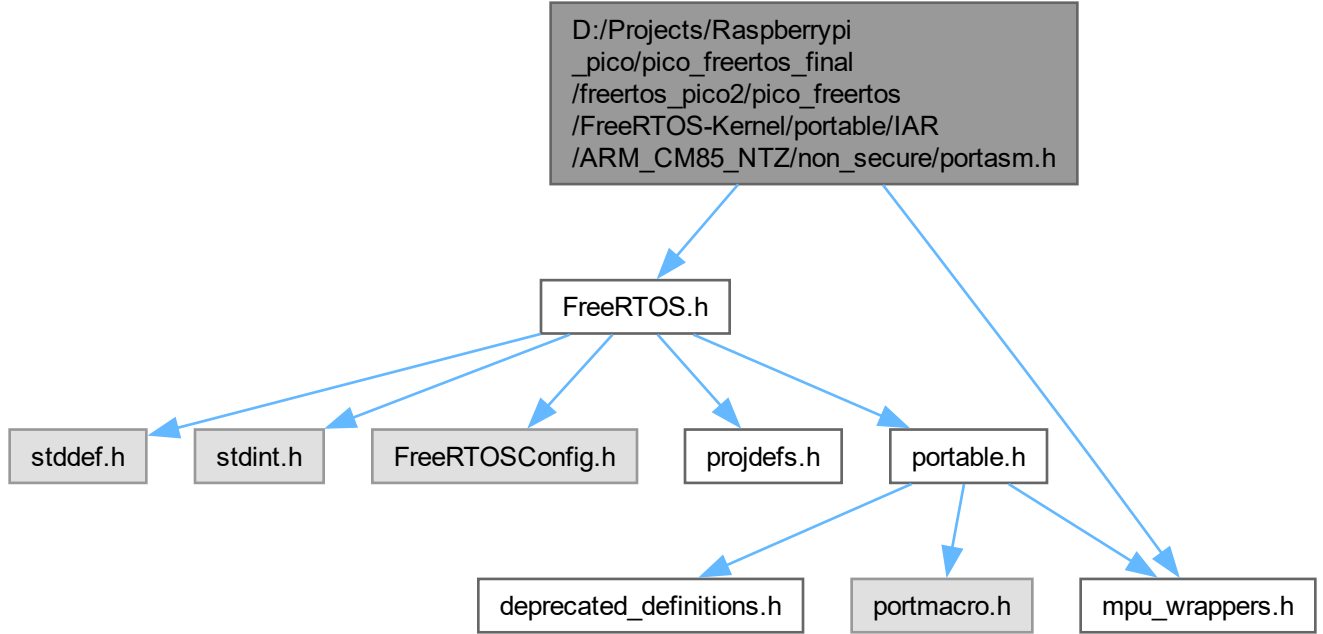 D:/Projects/Raspberrypi
_pico/pico_freertos_final
/freertos_pico2/pico_freertos
/FreeRTOS-Kernel/portable/IAR
/ARM_CM85_NTZ/non_secure/portasm.h
FreeRTOS.h
stddef.h
stdint.h
FreeRTOSConfig.h
projdefs.h
portable.h
deprecated_definitions.h
portmacro.h
mpu_wrappers.h